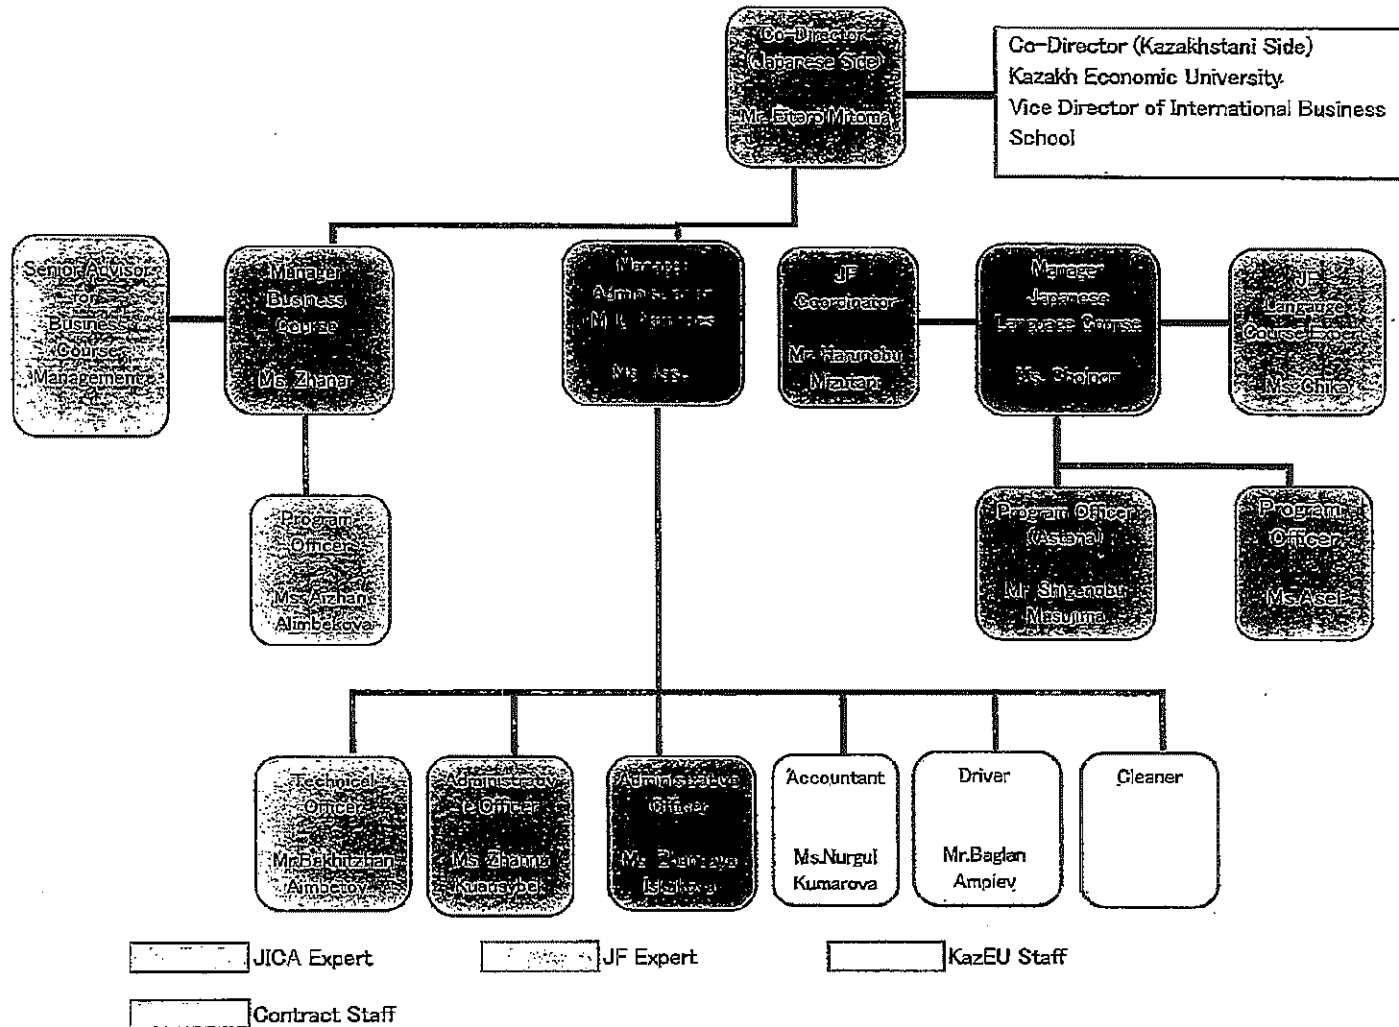 Co-Director
(Japanese Side)
Mr. Eitaro Mitoma
Co-Director (Kazakhstani Side)
Kazakh Economic University
Vice Director of International Business
School
Senior Advisor
for
Business
Course
Management
Manager
Business
Course
Ms. Zhanar
Manager
JF
Coordinator
Mr. Harunobu
Mizutani
Manager
Japanese
Language Course
Ms. Cholpon
JF
Language
Course Expert
Ms. Chika
Program
Officer
Ms. Aizhan
Alimbekova
Program Officer
(Astana)
Mr. Shigenobu
Masujima
Program
Officer
Ms.Asel
Technical
Officer
Mr.Bakhitzhan
Aimbetov
Administrativ
e Officer
Ms. Zhanna
Kuansybek
Administrative
Officer
Ms.
Accountant
Ms.Nurgul
Kumarova
Driver
Mr.Baglan
Ampiev
Cleaner
JICA Expert
JF Expert
KazEU Staff
Contract Staff